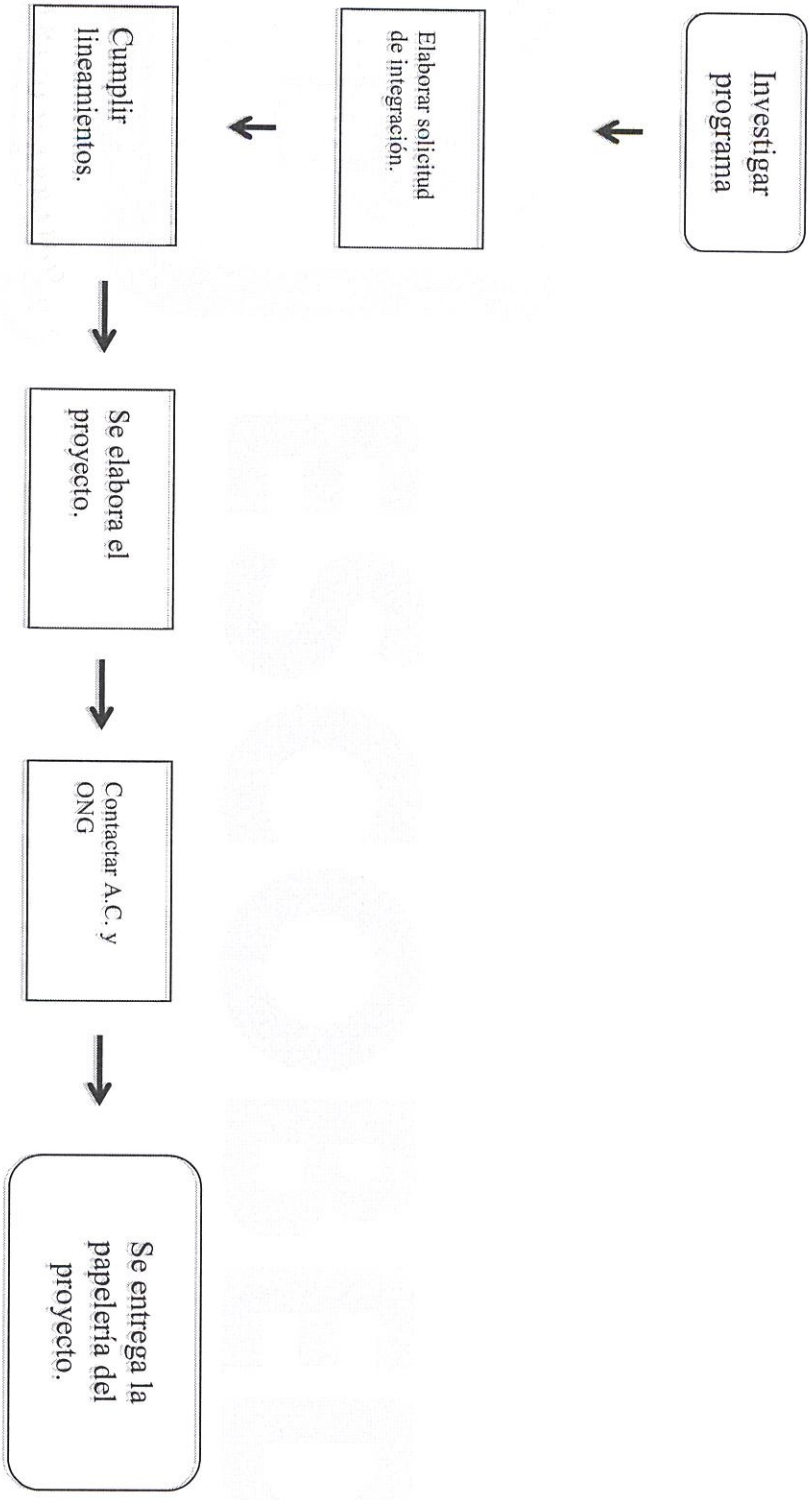 Investigar
programa
Elaborar solicitud
de integración.
Cumplir
lineamientos.
Se elabora el
proyecto.
Contactar A.C. y
ONG
Se entrega la
papelería del
proyecto.